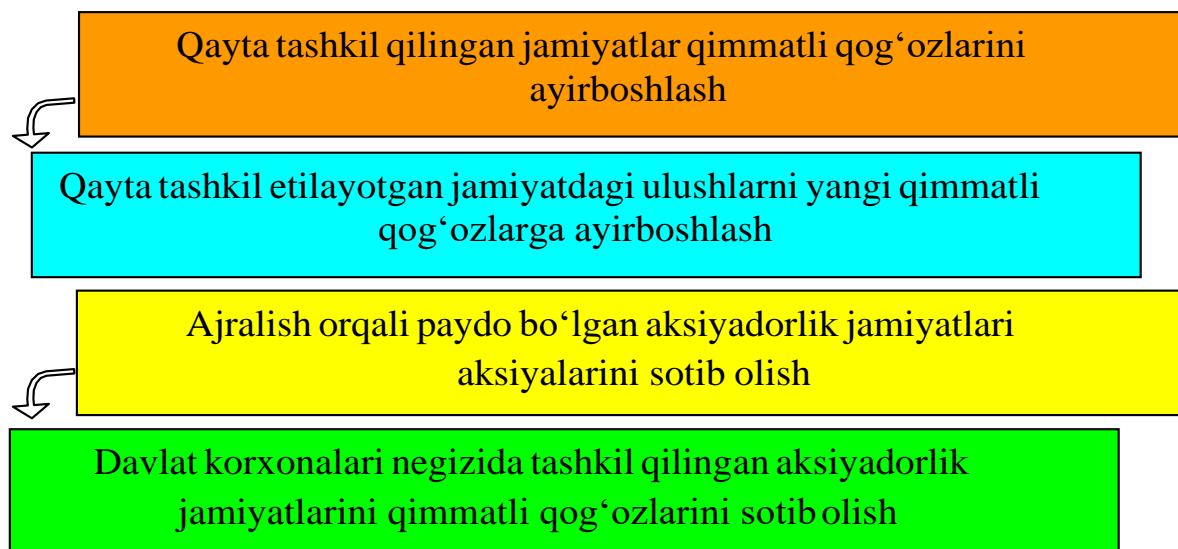 Qayta tashkil qilingan jamiyatlar qimmatli qog‘ozlarini
ayirboshlash
Qayta tashkil etilayotgan jamiyatdagi ulushlarni yangi qimmatli
qog‘ozlarga ayirboshlash
Ajralish orqali paydo bo‘lgan aksiyadorlik jamiyatlari
aksiyalarini sotib olish
Davlat korxonalari negizida tashkil qilingan aksiyadorlik
jamiyatlarini qimmatli qog‘ozlarini sotib olish